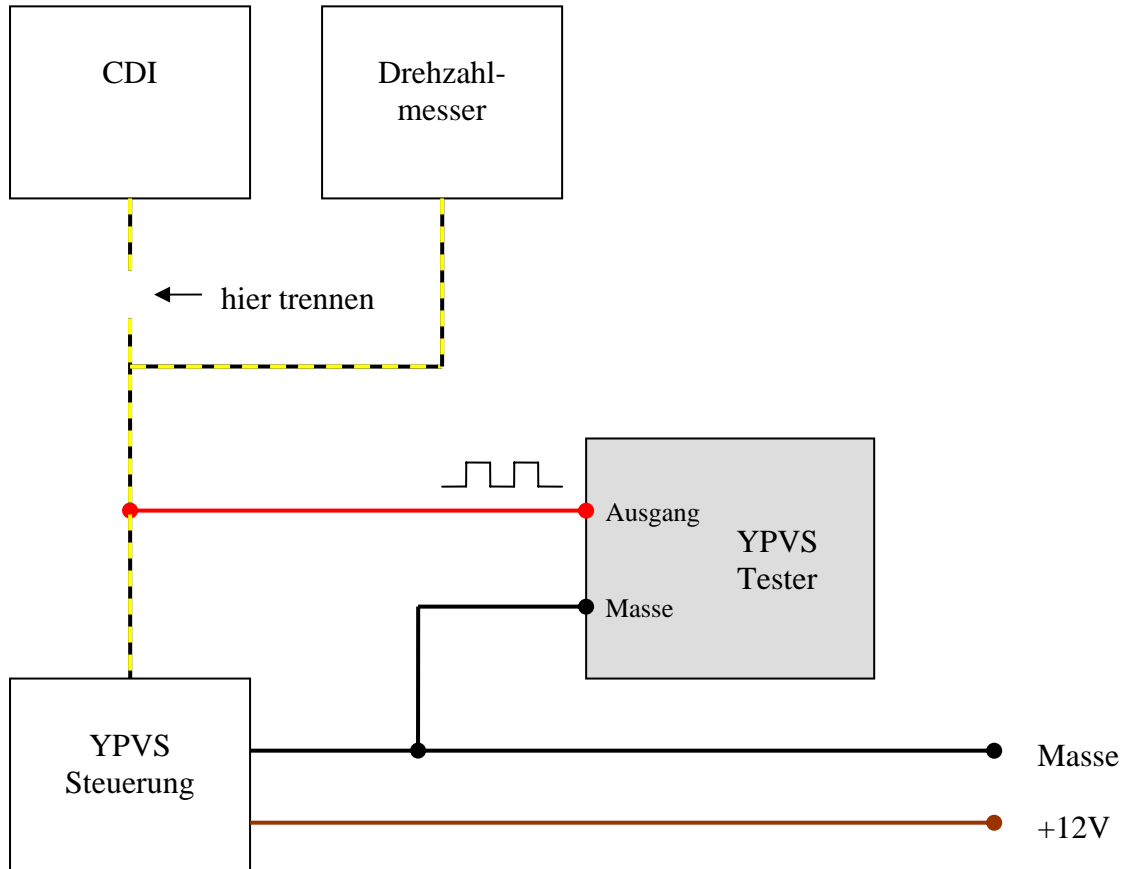 CDI
Drehzahl-
messer
hier trennen
Ausgang
YPVS
Tester
Masse
YPVS
Steuerung
Masse
+12V